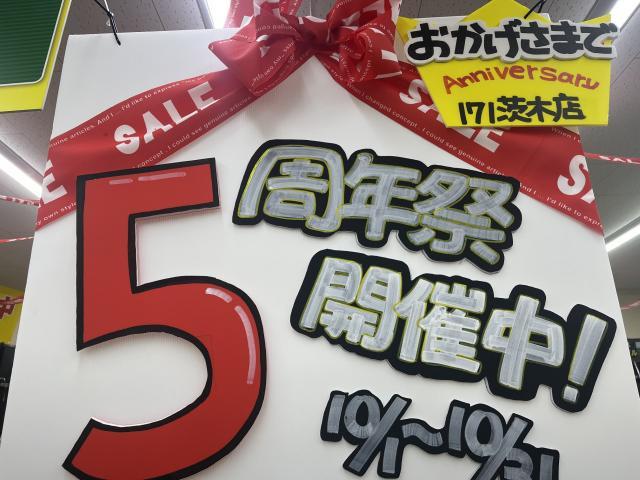 おかげさまで
Anniversary
171茨木店
SALE
5
周年祭
開催中!
10/1~10/31